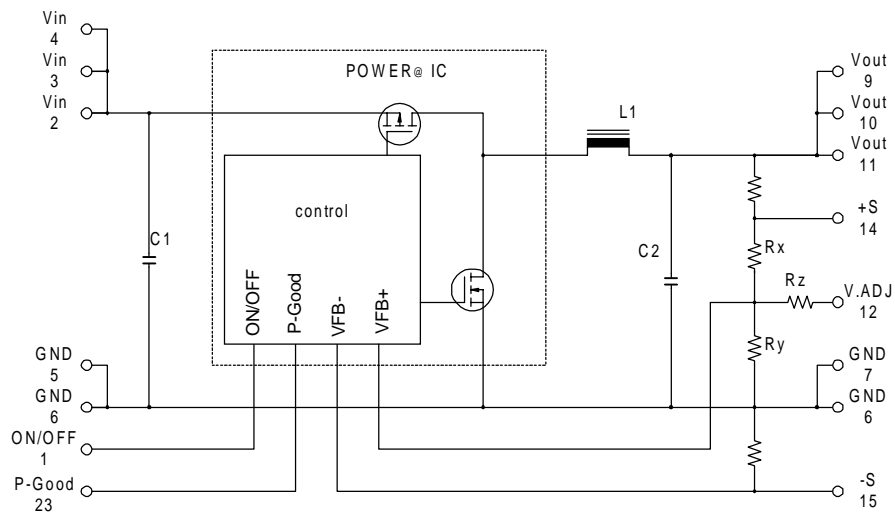 Vin
4
Vin
3
Vin
2
POWER@ IC
control
ON/OFF
P-Good
VFB-
VFB+
C1
L1
C2
Rx
Rz
Ry
Vout
9
Vout
10
Vout
11
+S
14
V.ADJ
12
GND
7
GND
6
-S
15
GND
5
GND
6
ON/OFF
1
P-Good
23